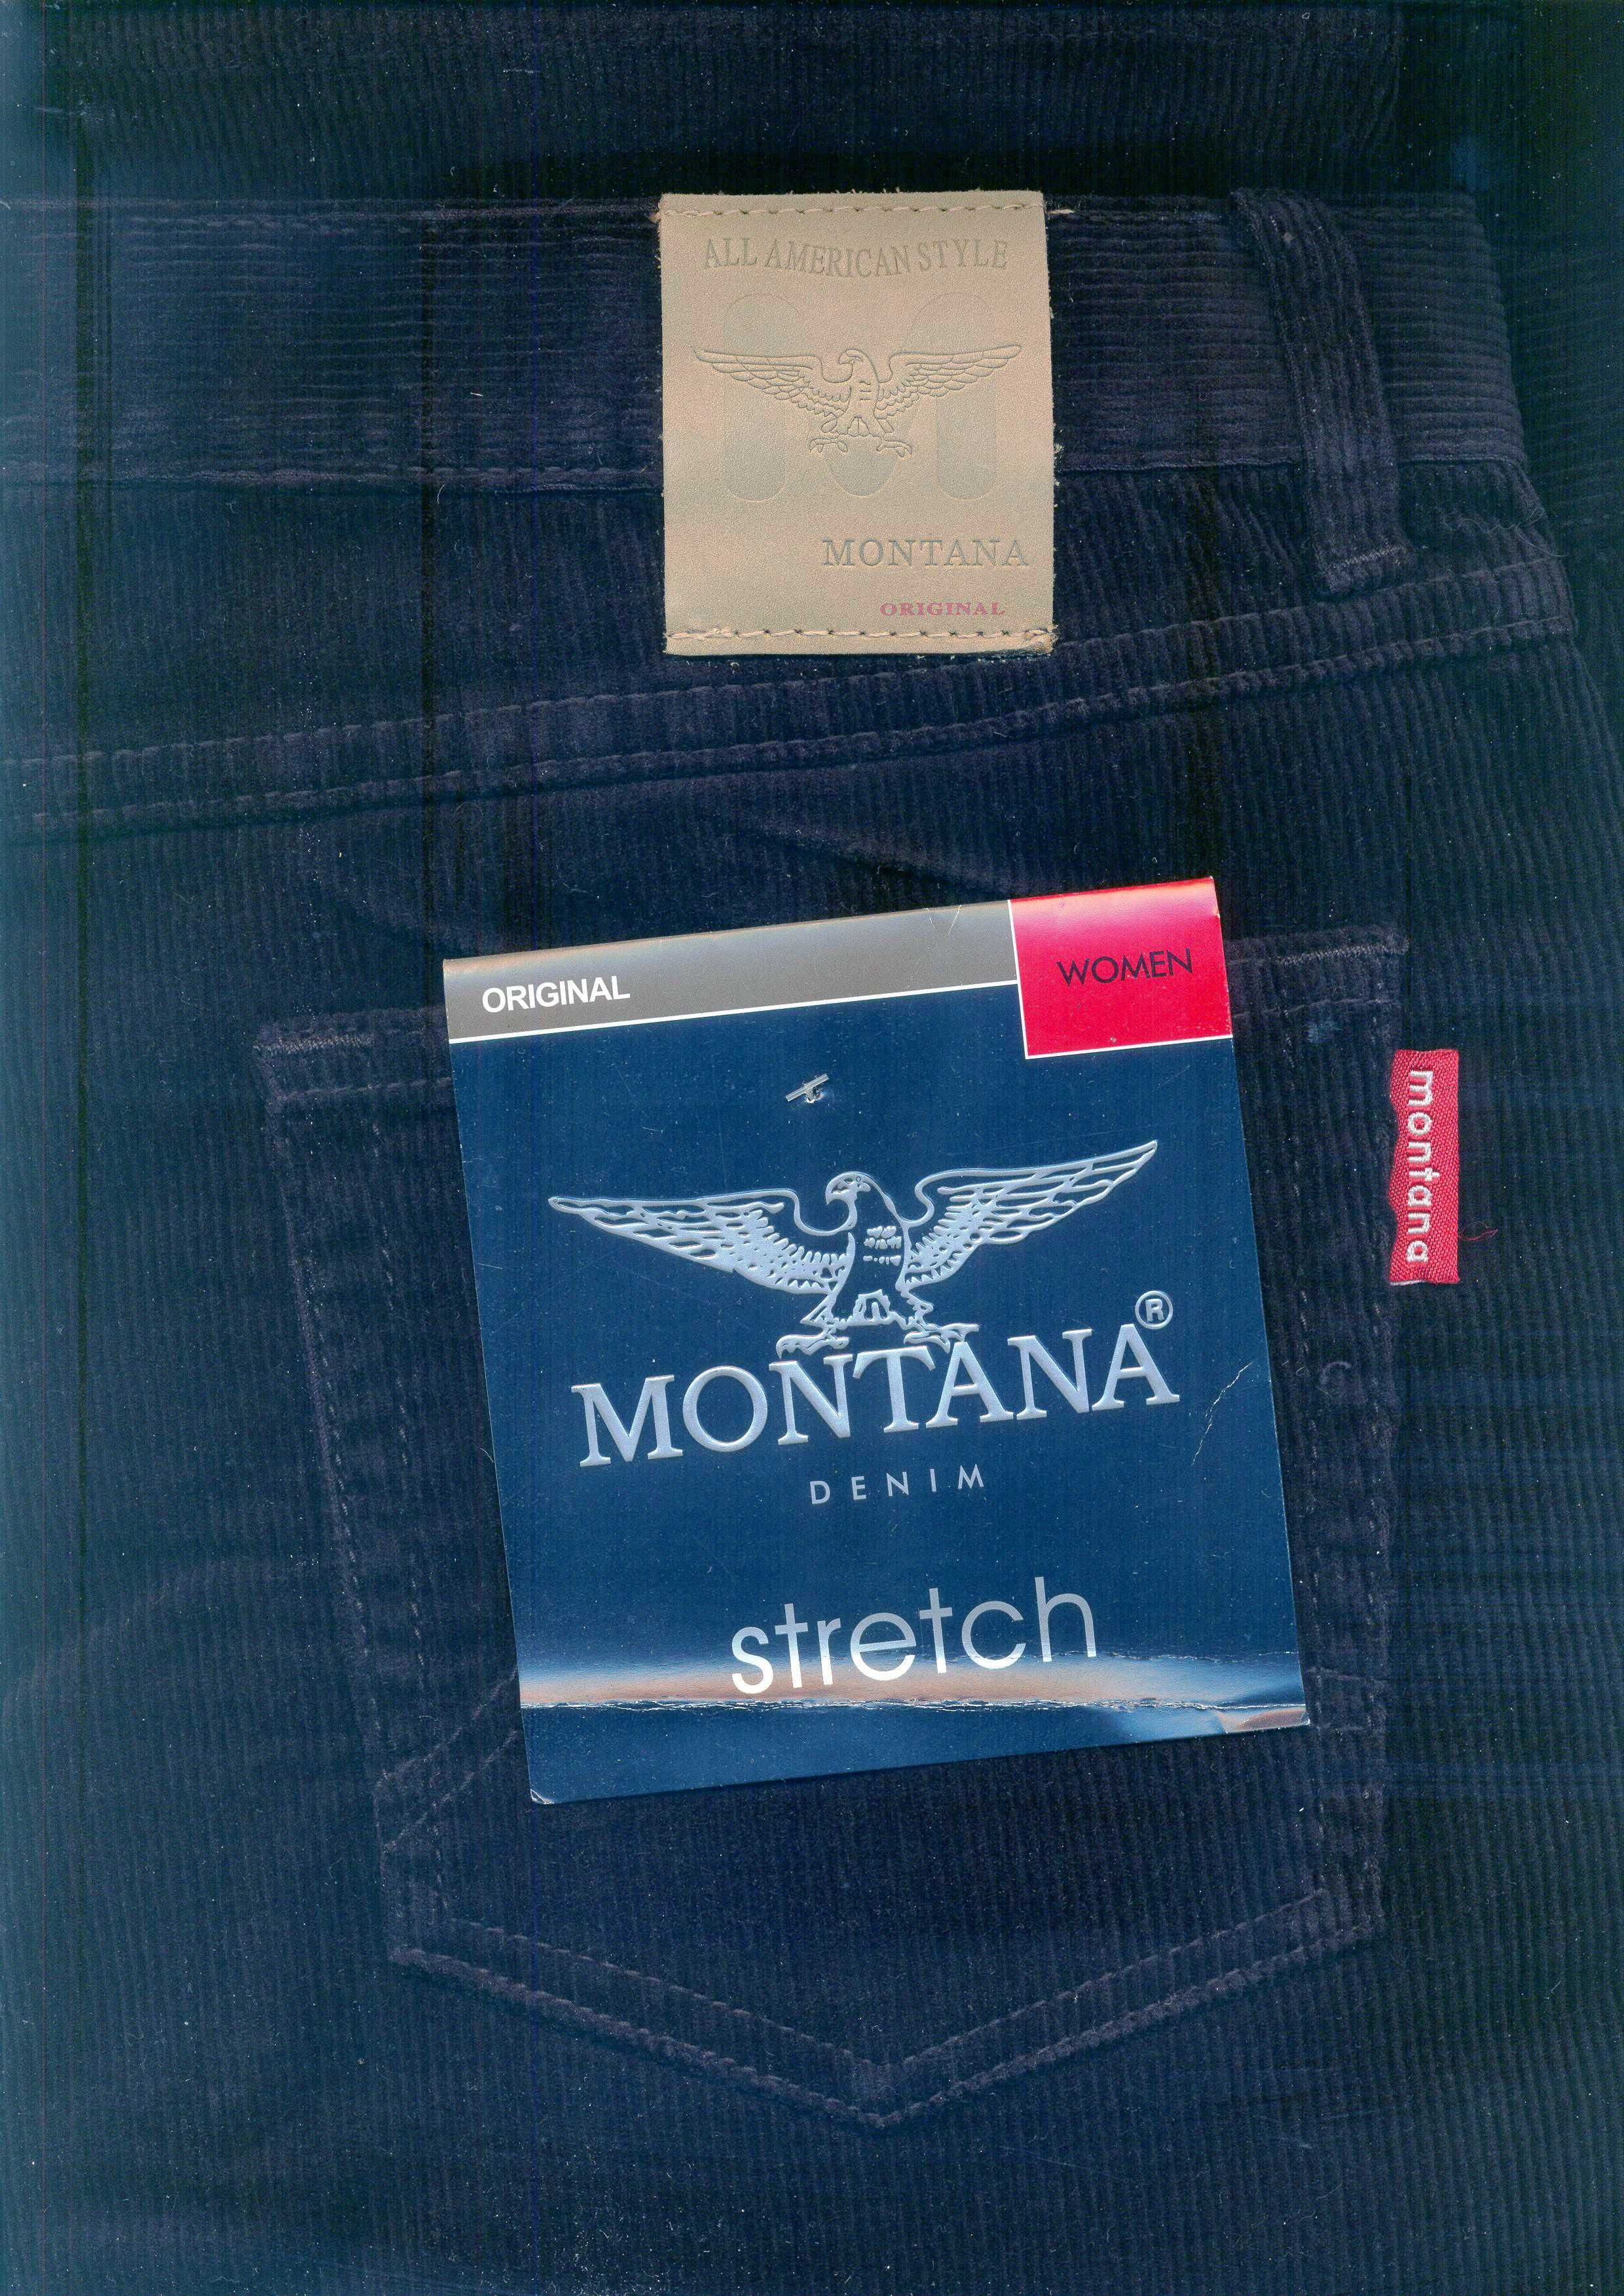 ALL AMERICAN STYLE
MONTANA
ORIGINAL
ORIGINAL
WOMEN
montana
MONTANA®
DENIM
stretch